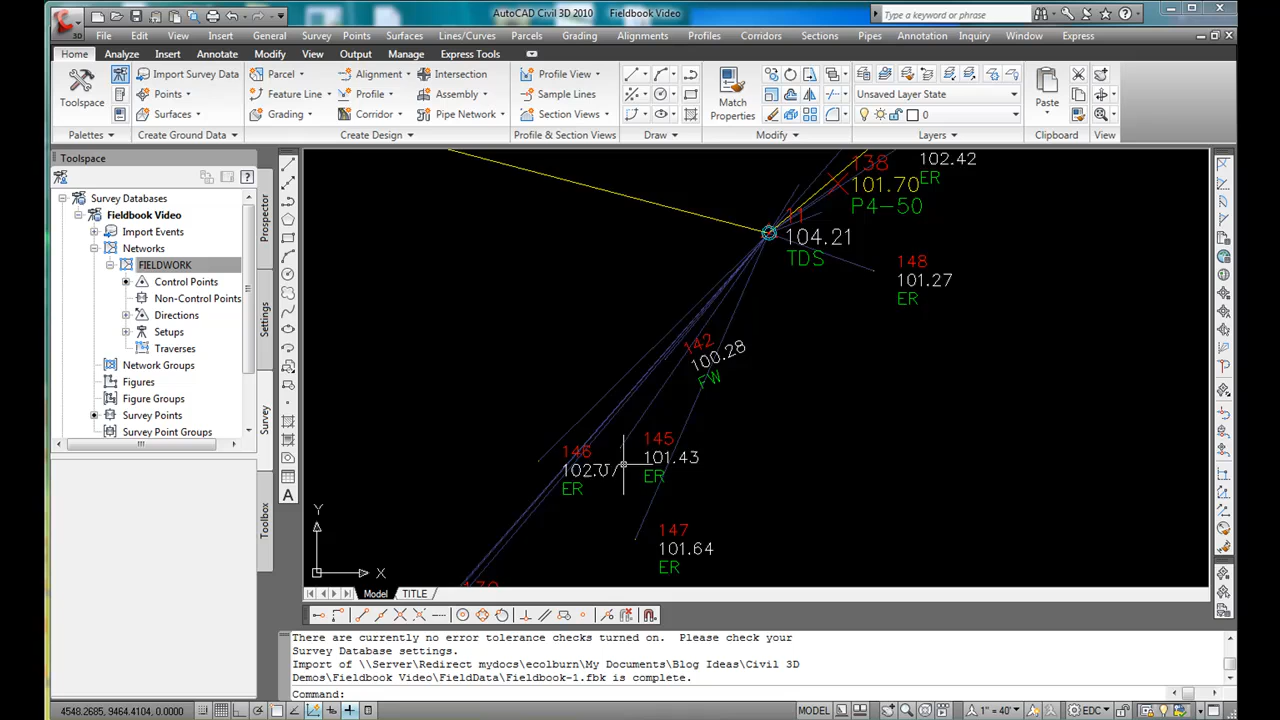 AutoCAD Civil 3D 2010 Fieldbook Video
Type a keyword or phrase
3D
File Edit View Insert General Survey Points Surfaces Lines/Curves Parcels Grading Alignments Profiles Corridors Sections Pipes Annotation Inquiry Window Express
Home Analyze Insert Annotate Modify View Output Manage Express Tools
Import Survey Data Parcel Alignment Intersection Profile View
Points Feature Line Profile Assembly Sample Lines Unsaved Layer State
Toolspace Surfaces Grading Corridor Pipe Network Section Views Match Properties 0 Paste
Palettes Create Ground Data Create Design Profile & Section Views Draw Modify Layers Clipboard View
Toolspace
Survey Databases
Fieldbook Video
Import Events
Networks
FIELDWORK
Control Points
Non-Control Points
Directions
Setups
Traverses
Network Groups
Figures
Figure Groups
Survey Points
Survey Point Groups
Prospector
Settings
Survey
Toolbox
A
138
101.70
P4-50
102.42
ER
11
104.21
TDS
148
101.27
ER
142
100.28
FW
145
101.43
ER
146
ER
147
101.64
ER
Y
X
Model TITLE
There are currently no error tolerance checks turned on. Please check your
Survey Database settings.
Import of \\Server\Redirect mydocs\ecolburn\My Documents\Blog Ideas\Civil 3D
Demos\Fieldbook Video\FieldData\Fieldbook-1.fbk is complete.
Command:
4548.2685, 9464.4104, 0.0000 MODEL 1" = 40' EDC